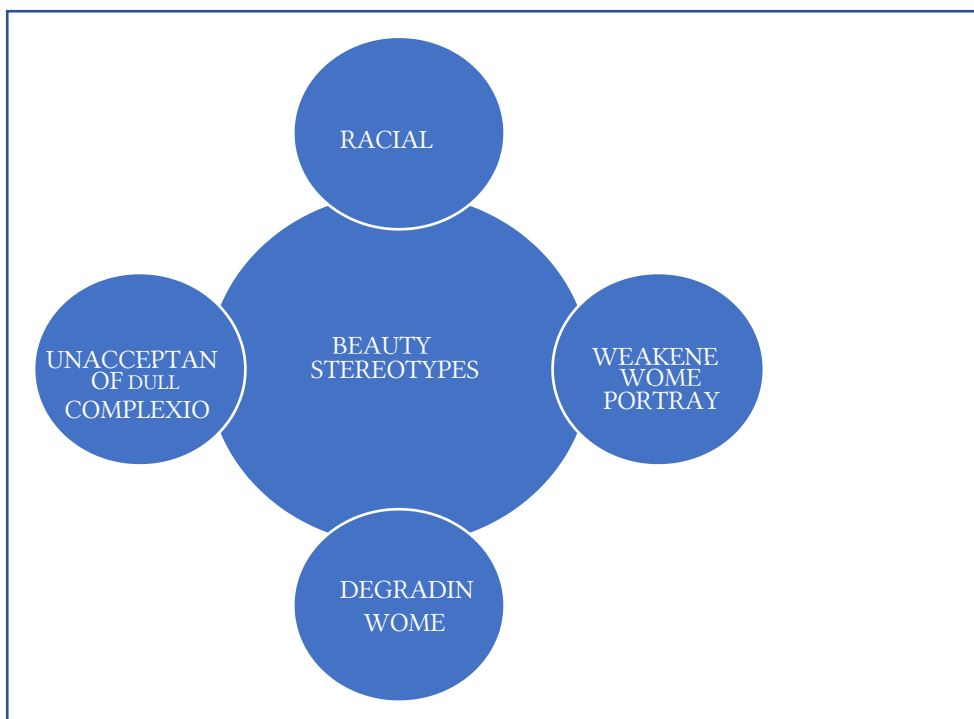 RACIAL
BEAUTY
STEREOTYPES
UNACCEPTAN
OF DULL
COMPLEXIO
WEAKENE
WOME
PORTRAY
DEGRADIN
WOME